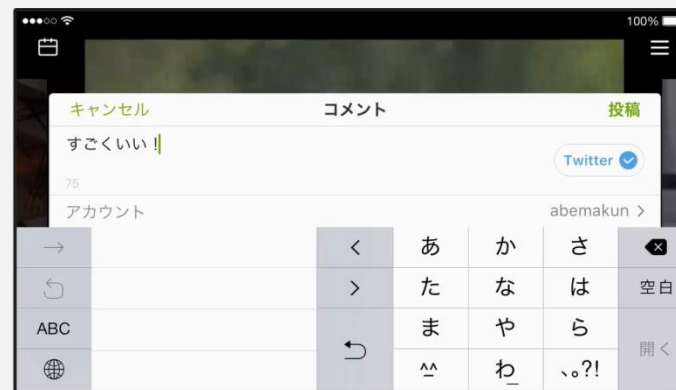 100%
キャンセル コメント 投稿
すごくいい！
Twitter
75
アカウント abemakun >
→ < あ か さ
> た な は 空白
ABC ま や ら
^^ わ 、。?! 開く